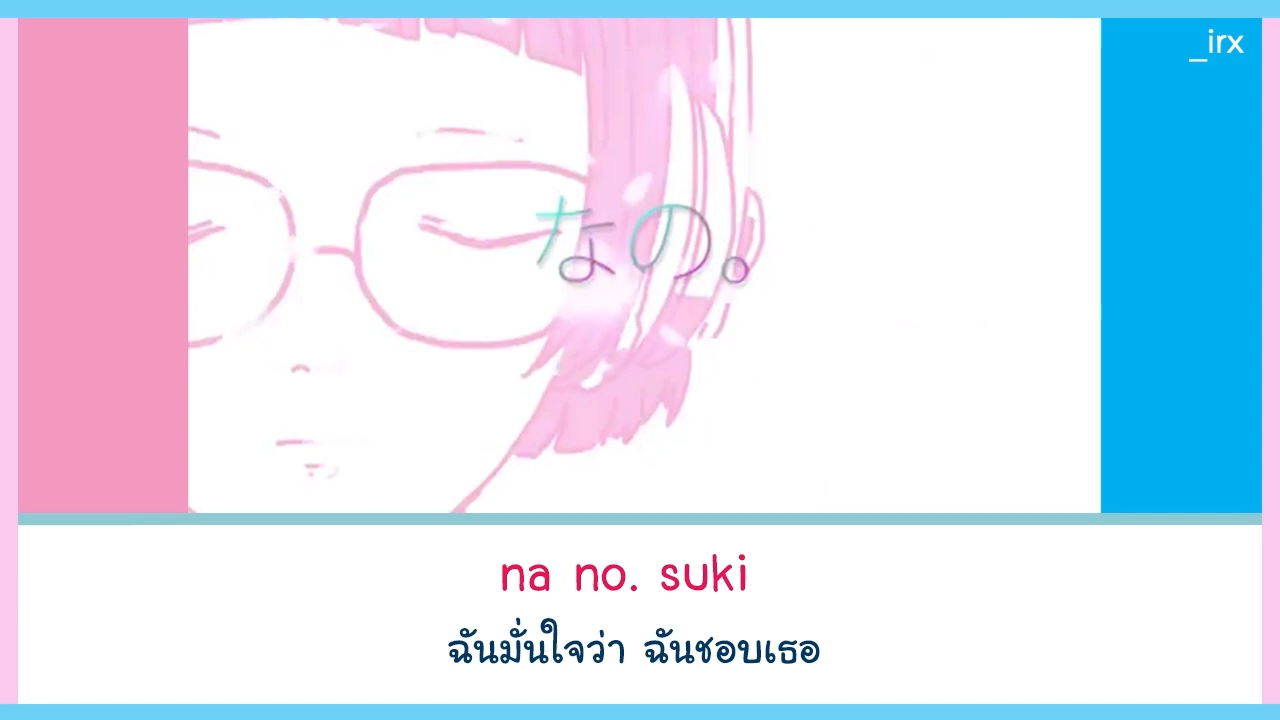 _irx
なの。
na no. suki
ฉันมั่นใจว่า ฉันชอบเธอ